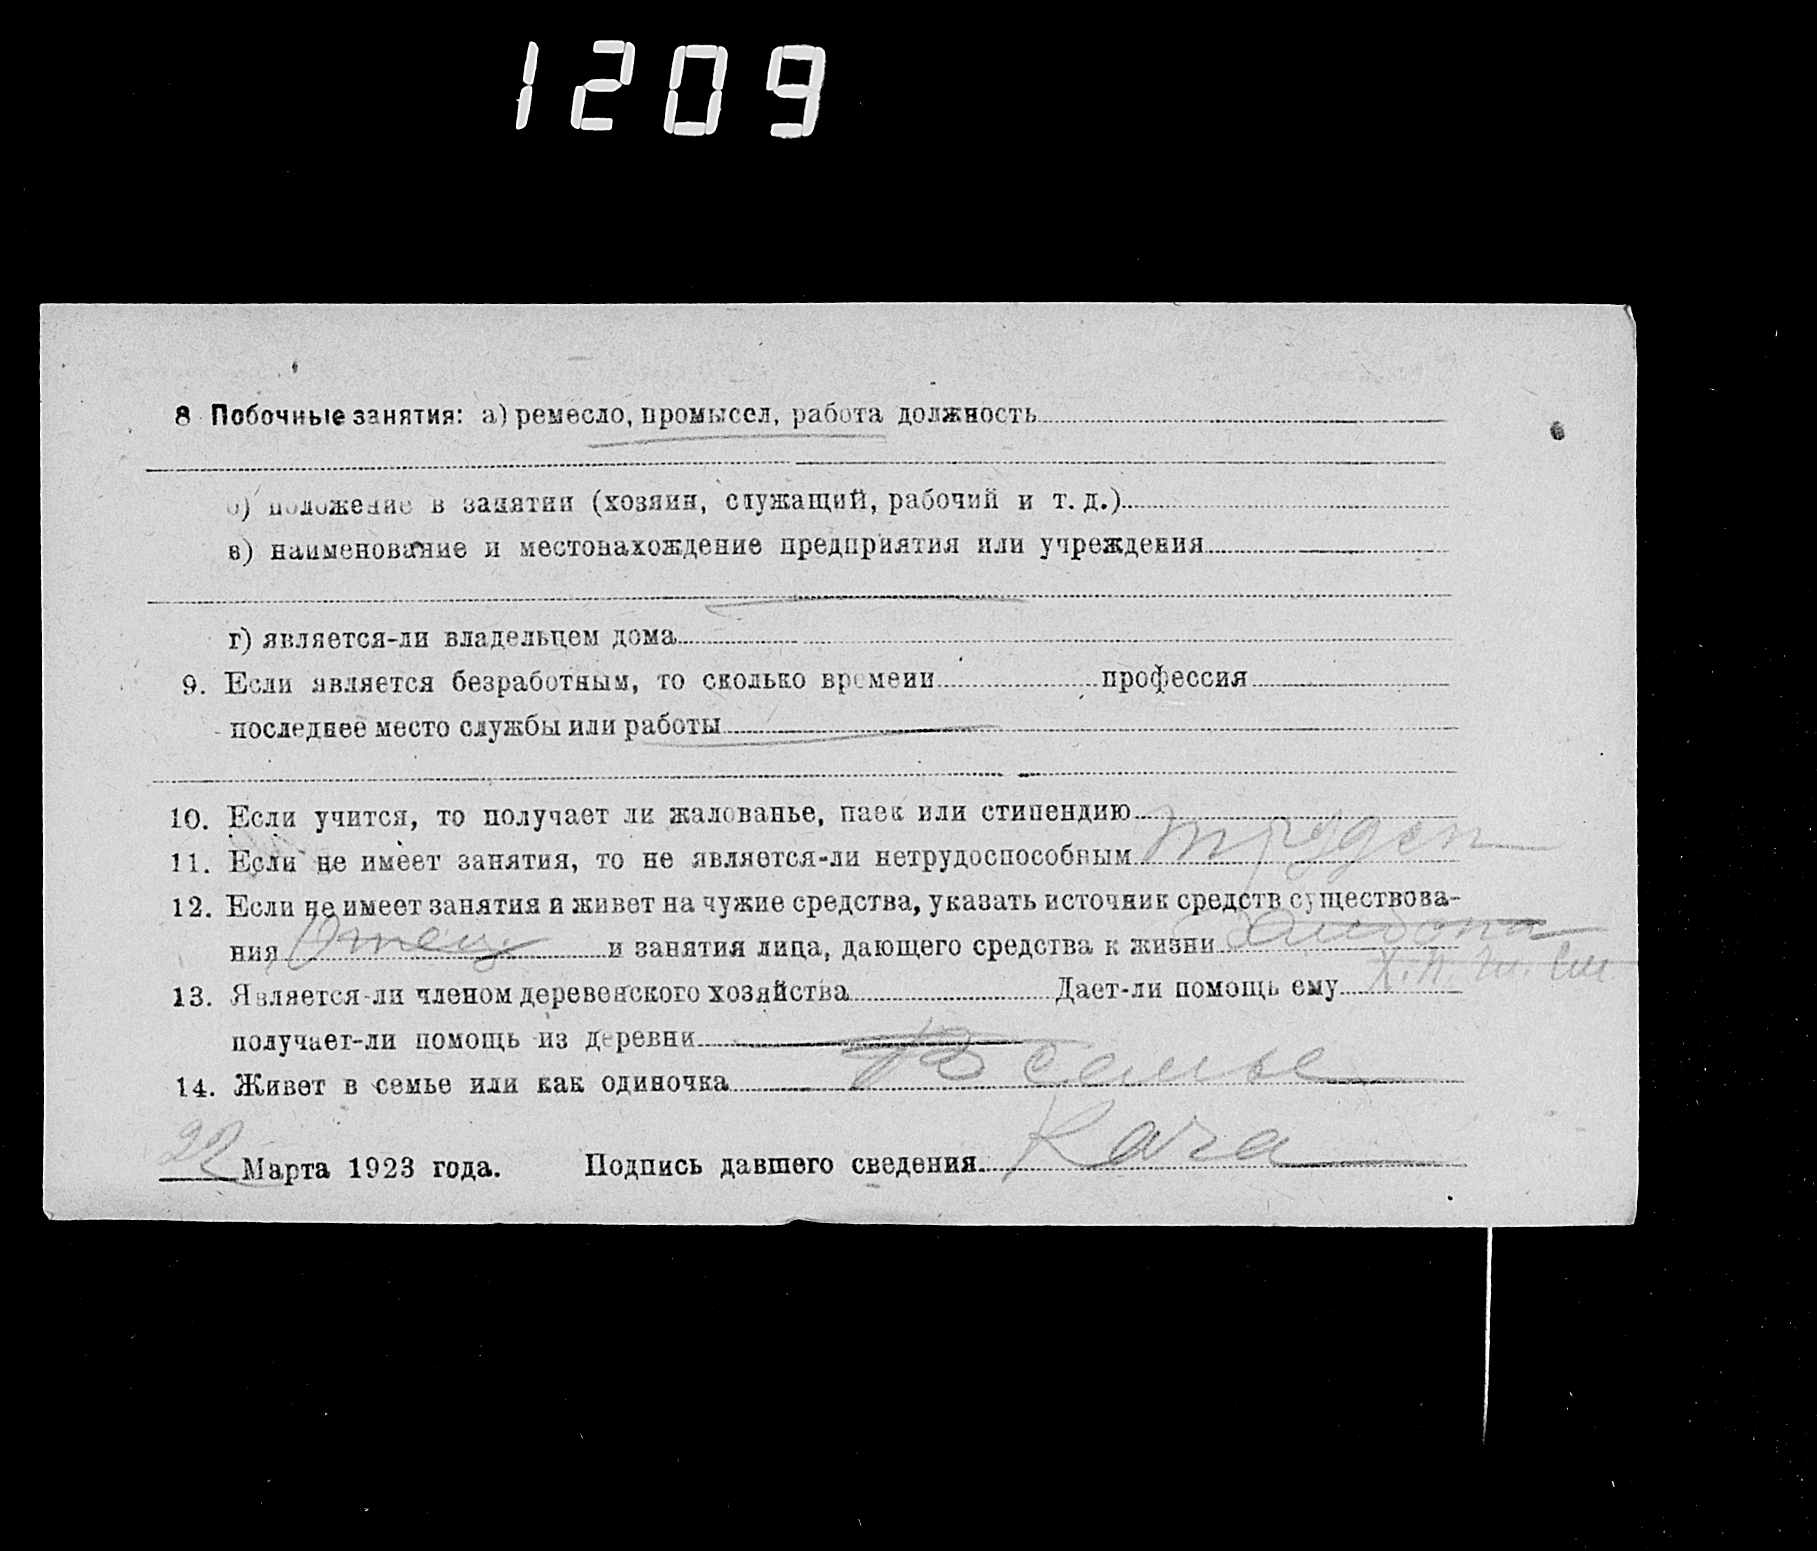 1209
8 Побочные занятия: а) ремесло, промысел, работа должность
б) положение в занятии (хозяин, служащий, рабочий и т. д.)
в) наименование и местонахождение предприятия или учреждения
г) является-ли владельцем дома
9. Если является безработным, то сколько времени профессия
последнее место службы или работы
10. Если учится, то получает ли жалованье, паек или стипендию
11. Если не имеет занятия, то не является-ли нетрудоспособным
12. Если не имеет занятия и живет на чужие средства, указать источник средств существова-
ния Отец и занятия лица, дающего средства к жизни
13. Является-ли членом деревенского хозяйства Дает-ли помощь ему
получает-ли помощь из деревни
14. Живет в семье или как одиночка В семье
22 Марта 1923 года. Подпись давшего сведения